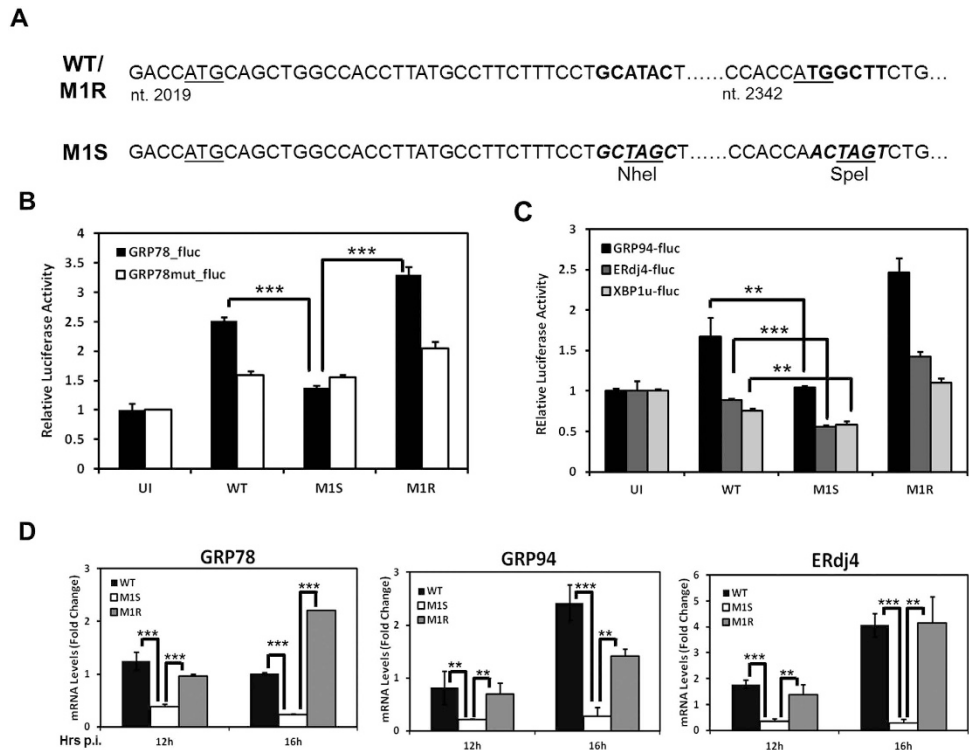 A
WT/
M1R
GACCATGCAGCTGGCCACCTTATGCCTTCTTTCCTGCATACT……CCACCATGGCTTCTG…
nt. 2019
nt. 2342
M1S
GACCATGCAGCTGGCCACCTTATGCCTTCTTTCCTGCTAGCT……CCACCAACTAGTCTG…
NheI
SpeI
B
Relative Luciferase Activity
4
3.5
3
2.5
2
1.5
1
0.5
0
GRP78_fluc
GRP78mut_fluc
***
***
UI
WT
M1S
M1R
C
RElative Luciferase Activity
3
2.5
2
1.5
1
0.5
0
GRP94-fluc
ERdj4-fluc
XBP1u-fluc
**
***
**
UI
WT
M1S
M1R
D
GRP78
mRNA Levels (Fold Change)
3
2
1
0
WT
M1S
M1R
***
***
***
***
Hrs p.i.
12h
16h
GRP94
mRNA Levels (Fold Change)
3
2
1
0
WT
M1S
M1R
**
**
***
**
12h
16h
ERdj4
mRNA Levels (Fold Change)
6
5
4
3
2
1
0
WT
M1S
M1R
***
**
***
**
12h
16h